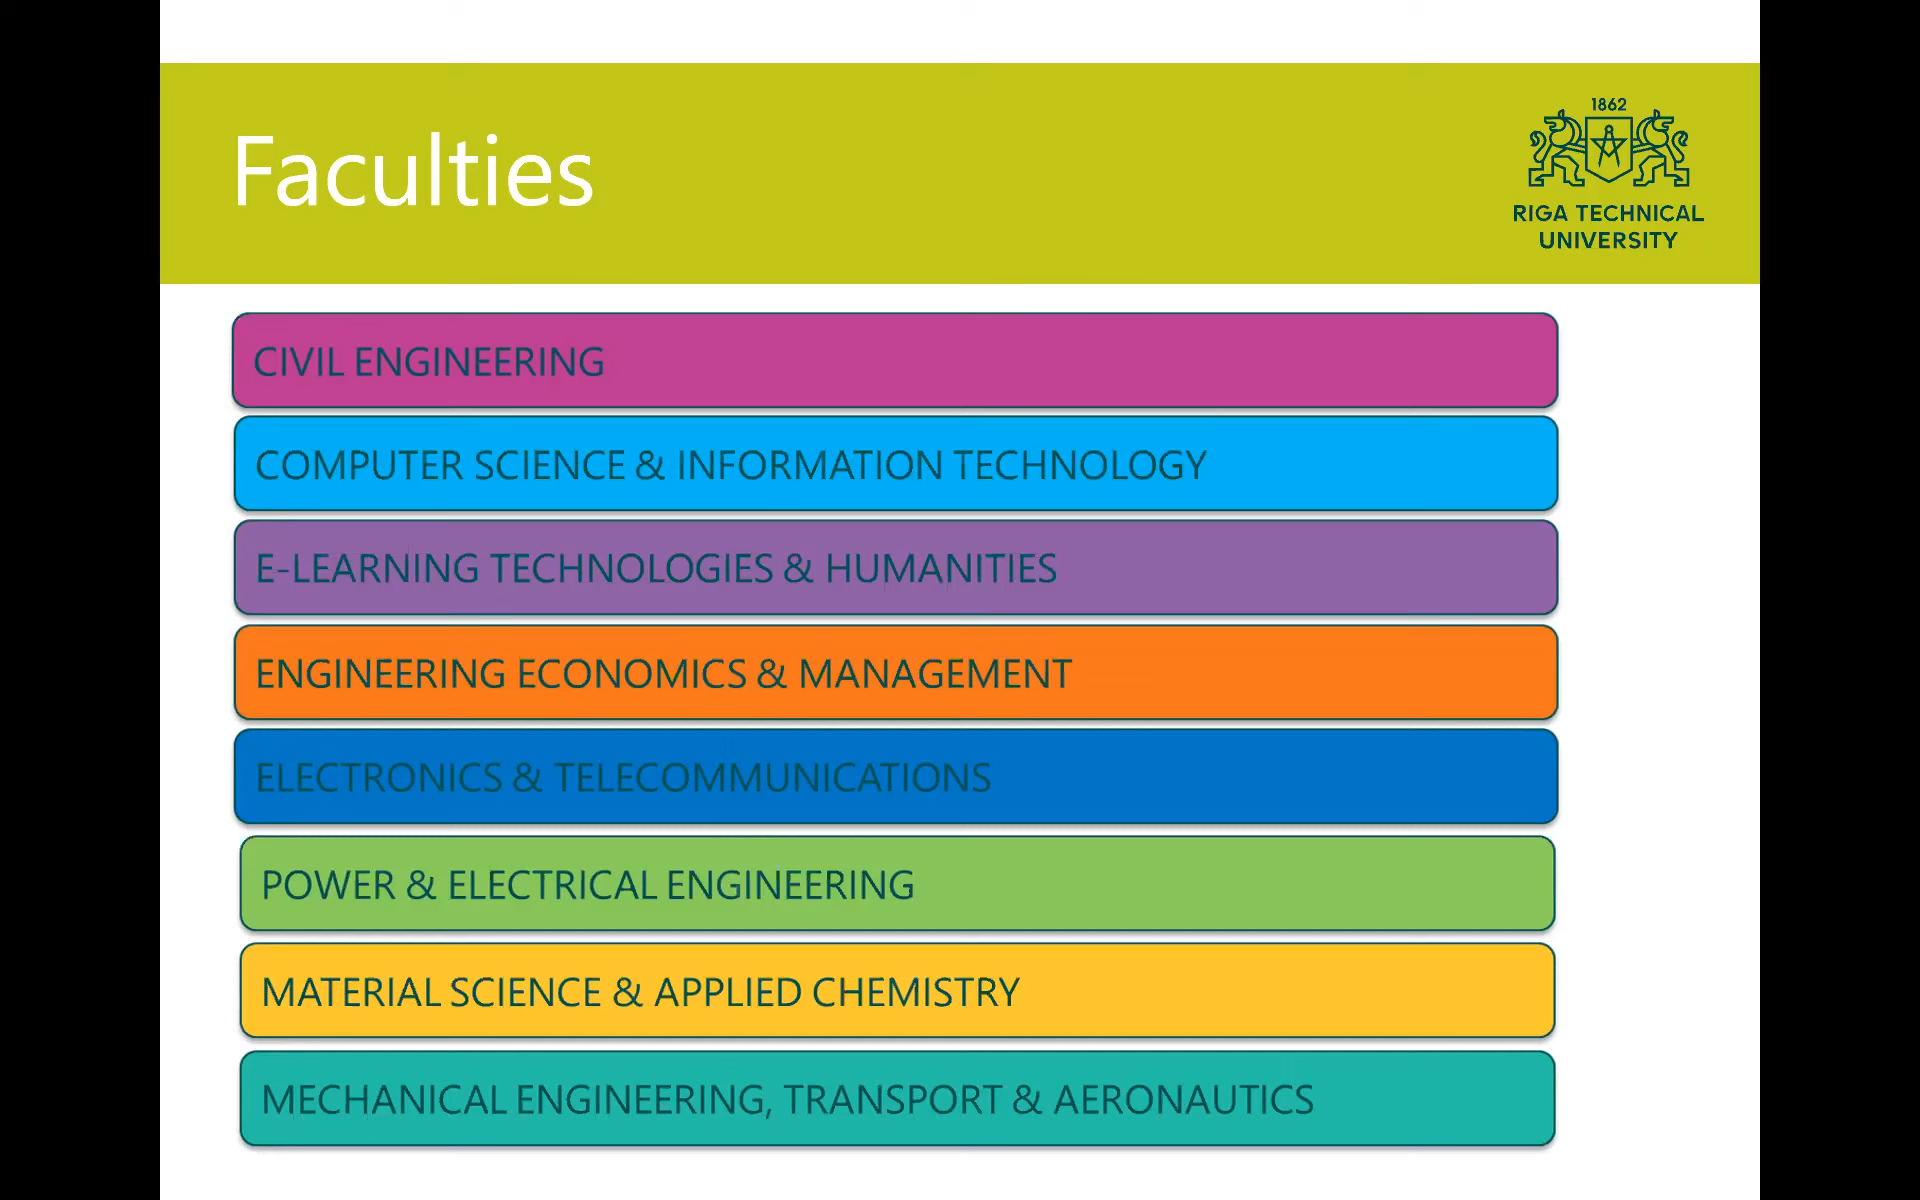 Faculties
1862
RIGA TECHNICAL
UNIVERSITY
CIVIL ENGINEERING
COMPUTER SCIENCE & INFORMATION TECHNOLOGY
E-LEARNING TECHNOLOGIES & HUMANITIES
ENGINEERING ECONOMICS & MANAGEMENT
ELECTRONICS & TELECOMMUNICATIONS
POWER & ELECTRICAL ENGINEERING
MATERIAL SCIENCE & APPLIED CHEMISTRY
MECHANICAL ENGINEERING, TRANSPORT & AERONAUTICS